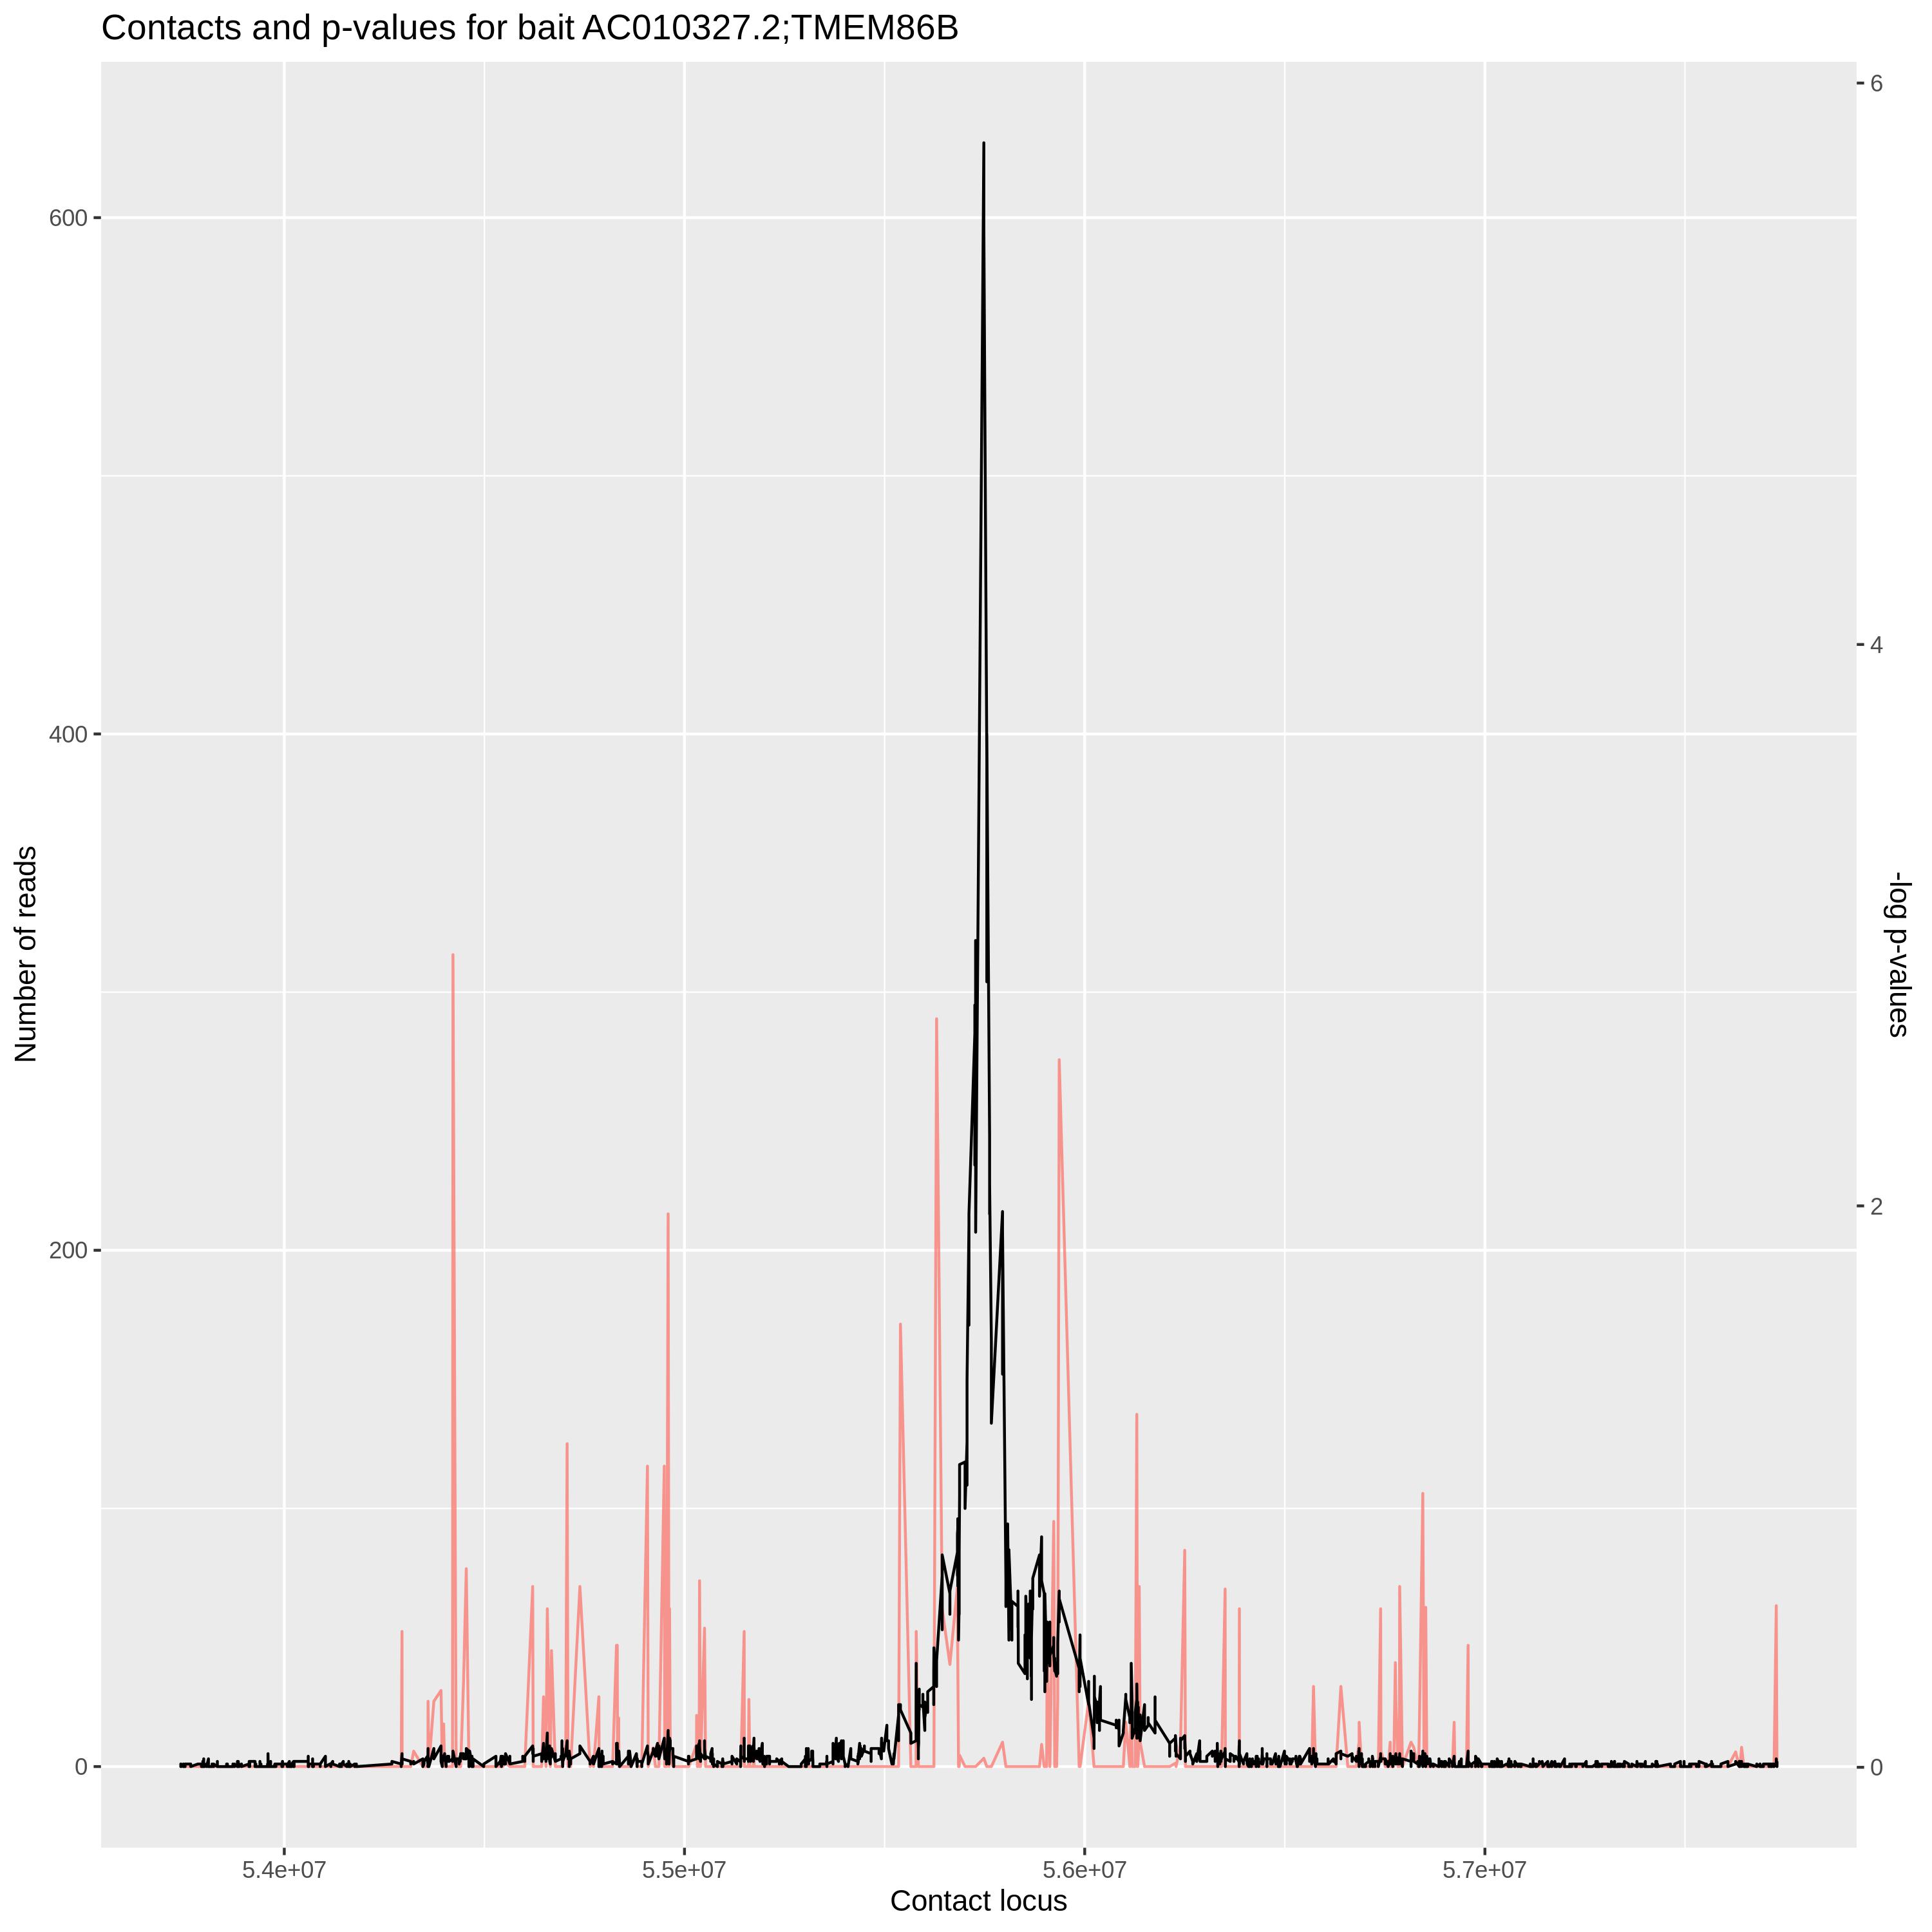 Contacts and p-values for bait AC010327.2;TMEM86B
6
600
4
400
Number of reads
-log p-values
2
200
0
0
5.4e+07
5.5e+07
5.6e+07
5.7e+07
Contact locus